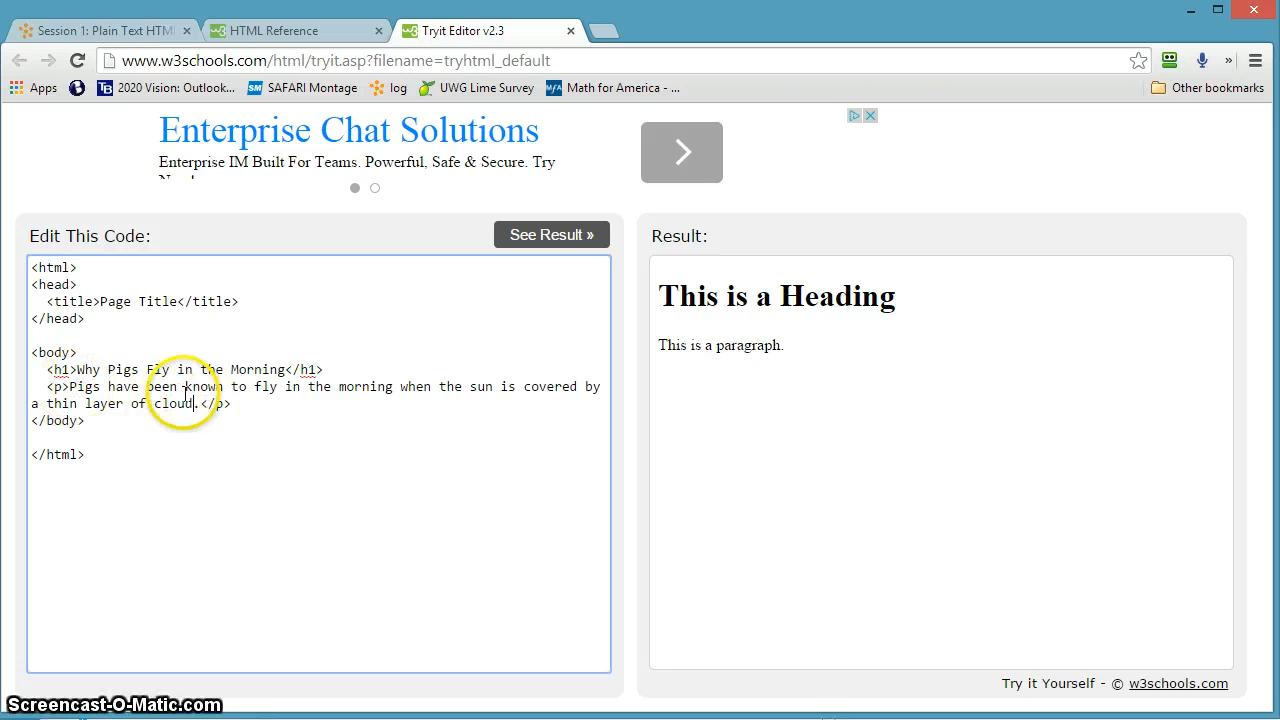 Session 1: Plain Text HTM
HTML Reference
Tryit Editor v2.3
www.w3schools.com/html/tryit.asp?filename=tryhtml_default
Apps
2020 Vision: Outlook...
SAFARI Montage
log
UWG Lime Survey
Math for America - ...
»
Other bookmarks
Enterprise Chat Solutions
Enterprise IM Built For Teams. Powerful, Safe & Secure. Try
Edit This Code:
See Result »
Result:
<html>
<head>
<title>Page Title</title>
</head>
<body>
<h1>Why Pigs Fly in the Morning</h1>
<p>Pigs have been known to fly in the morning when the sun is covered by
a thin layer of cloud.</p>
</body>
</html>
This is a Heading
This is a paragraph.
Try it Yourself - © w3schools.com
Screencast-O-Matic.com